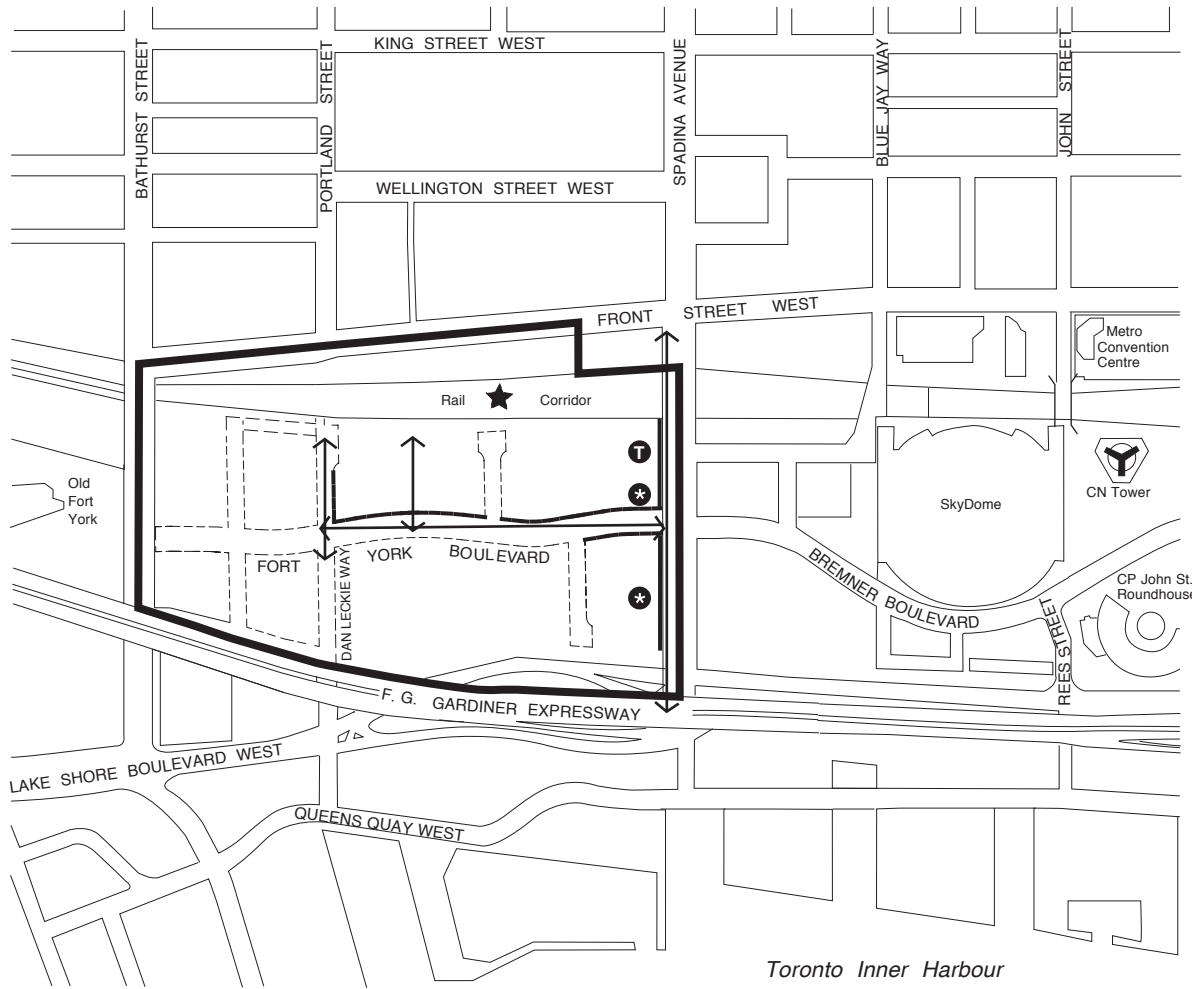 KING STREET WEST
BATHURST STREET
PORTLAND STREET
SPADINA AVENUE
BLUE JAY WAY
JOHN STREET
WELLINGTON STREET WEST
FRONT STREET WEST
Metro
Convention
Centre
Rail Corridor
T
*
Old
Fort
York
SkyDome
CN Tower
FORT YORK BOULEVARD
DAN LECKIE WAY
*
BREMNER BOULEVARD
CP John St.
Roundhouse
REES STREET
F. G. GARDINER EXPRESSWAY
LAKE SHORE BOULEVARD WEST
QUEENS QUAY WEST
Toronto Inner Harbour